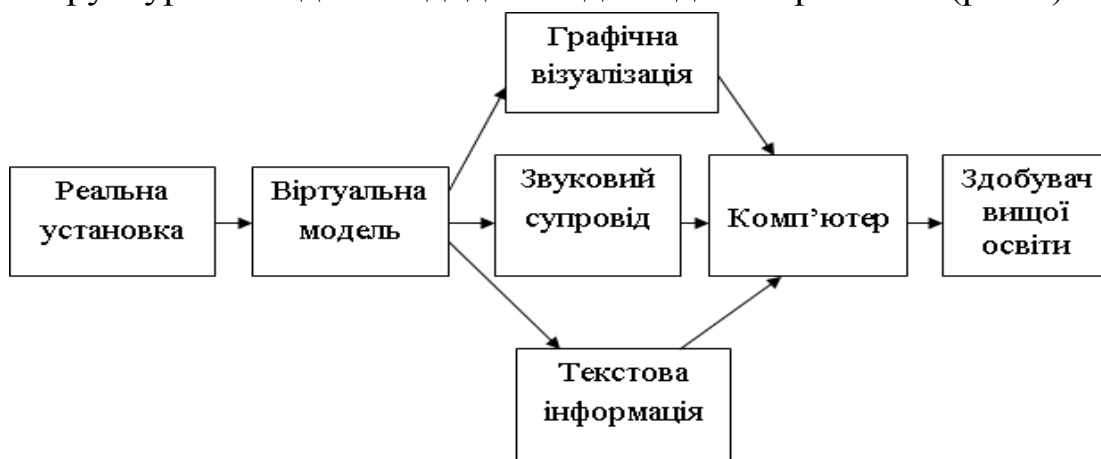 Графічна
візуалізація
Реальна
установка
Віртуальна
модель
Звуковий
супровід
Комп’ютер
Здобувач
вищої
освіти
Текстова
інформація